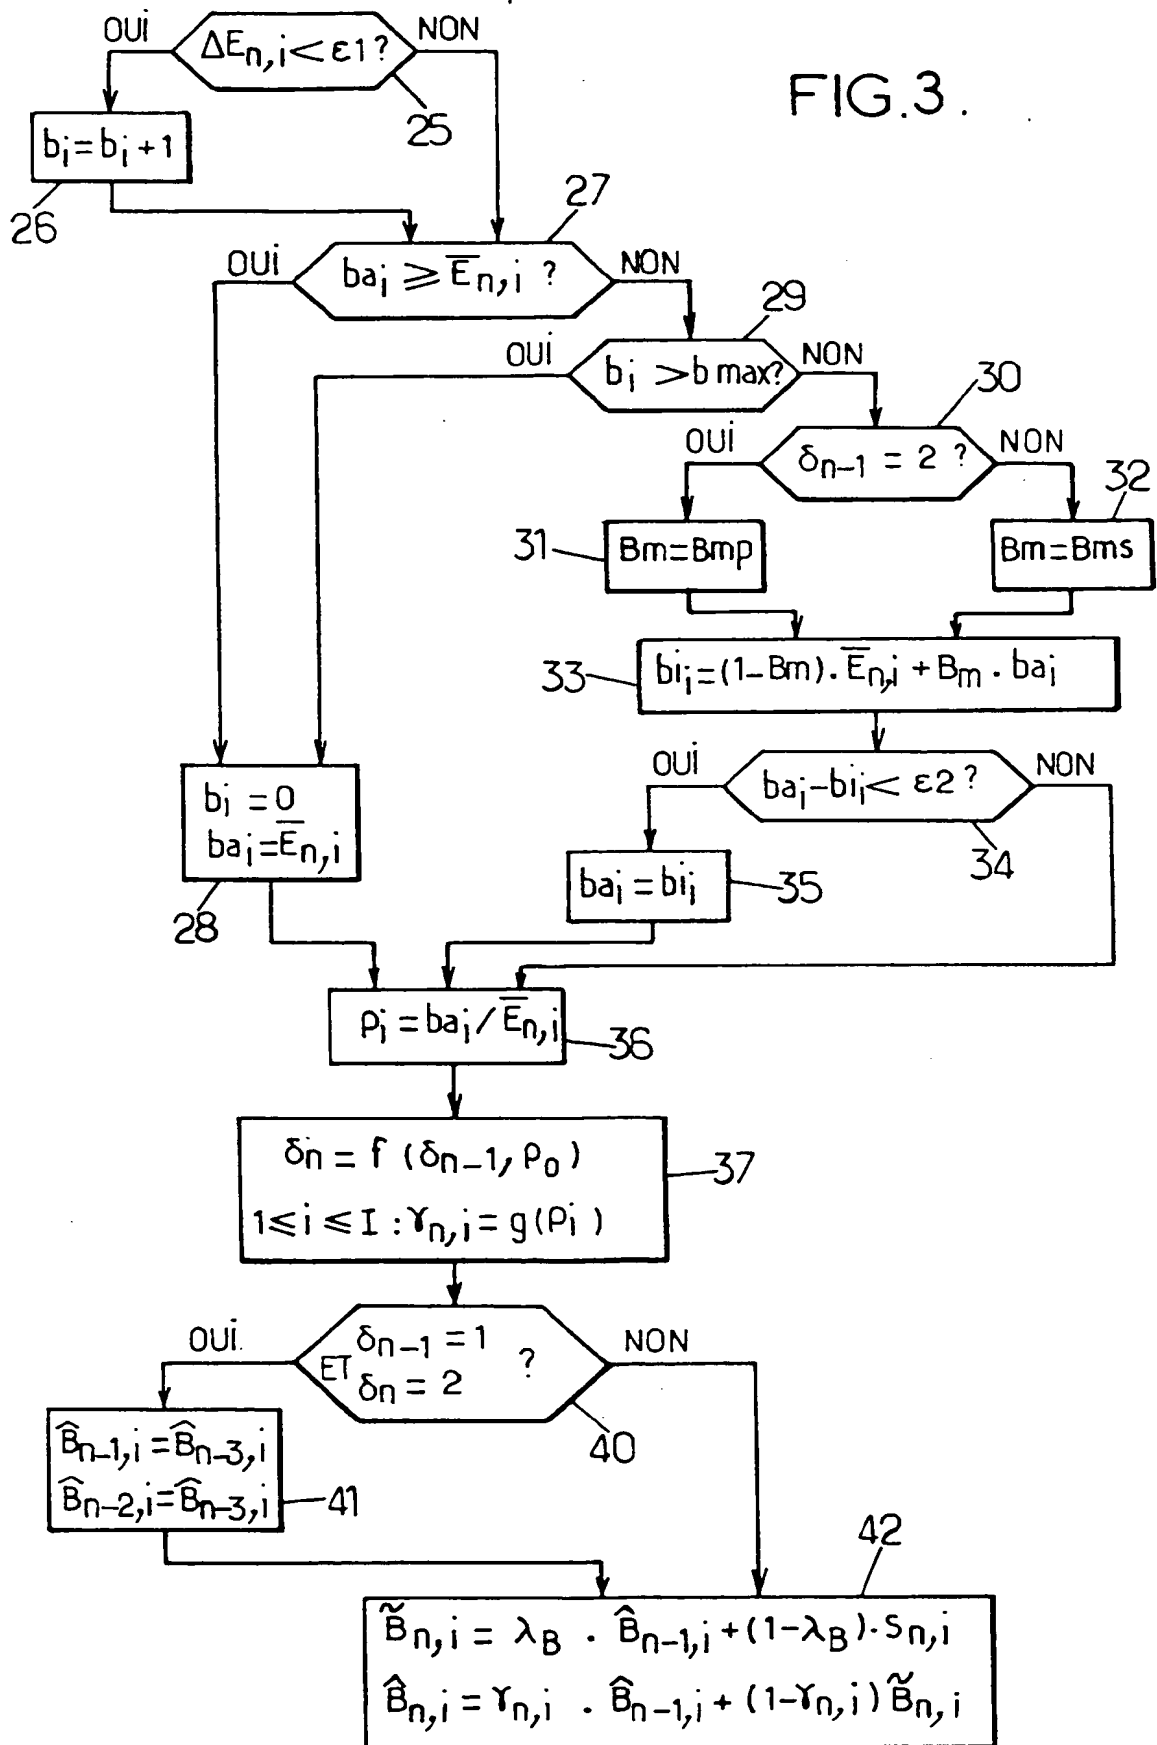 OUi
ΔEn,i < ε1 ?
NON
FIG.3.
25
bi = bi + 1
26
27
OUi
bai ⩾ E̅n,i ?
NON
29
OUi
bi > b max?
NON
30
OUi
δn-1 = 2 ?
NON
32
31
Bm=Bmp
Bm=Bms
33
bii = (1-Bm). E̅n,i + Bm . bai
OUi
bai-bii < ε2 ?
NON
34
bi = 0
bai = E̅n,i
28
bai = bii
35
ρi = bai / E̅n,i
36
δn = f (δn-1, ρ0)
1⩽ i ⩽ I : γn,i = g(ρi)
37
OUi.
δn-1 = 1
ET
δn = 2
?
NON
40
B̂n-1,i = B̂n-3,i
B̂n-2,i = B̂n-3,i
41
42
B̃n,i = λB . B̂n-1,i + (1-λB). Sn,i
B̂n,i = γn,i . B̂n-1,i + (1-γn,i) B̃n,i